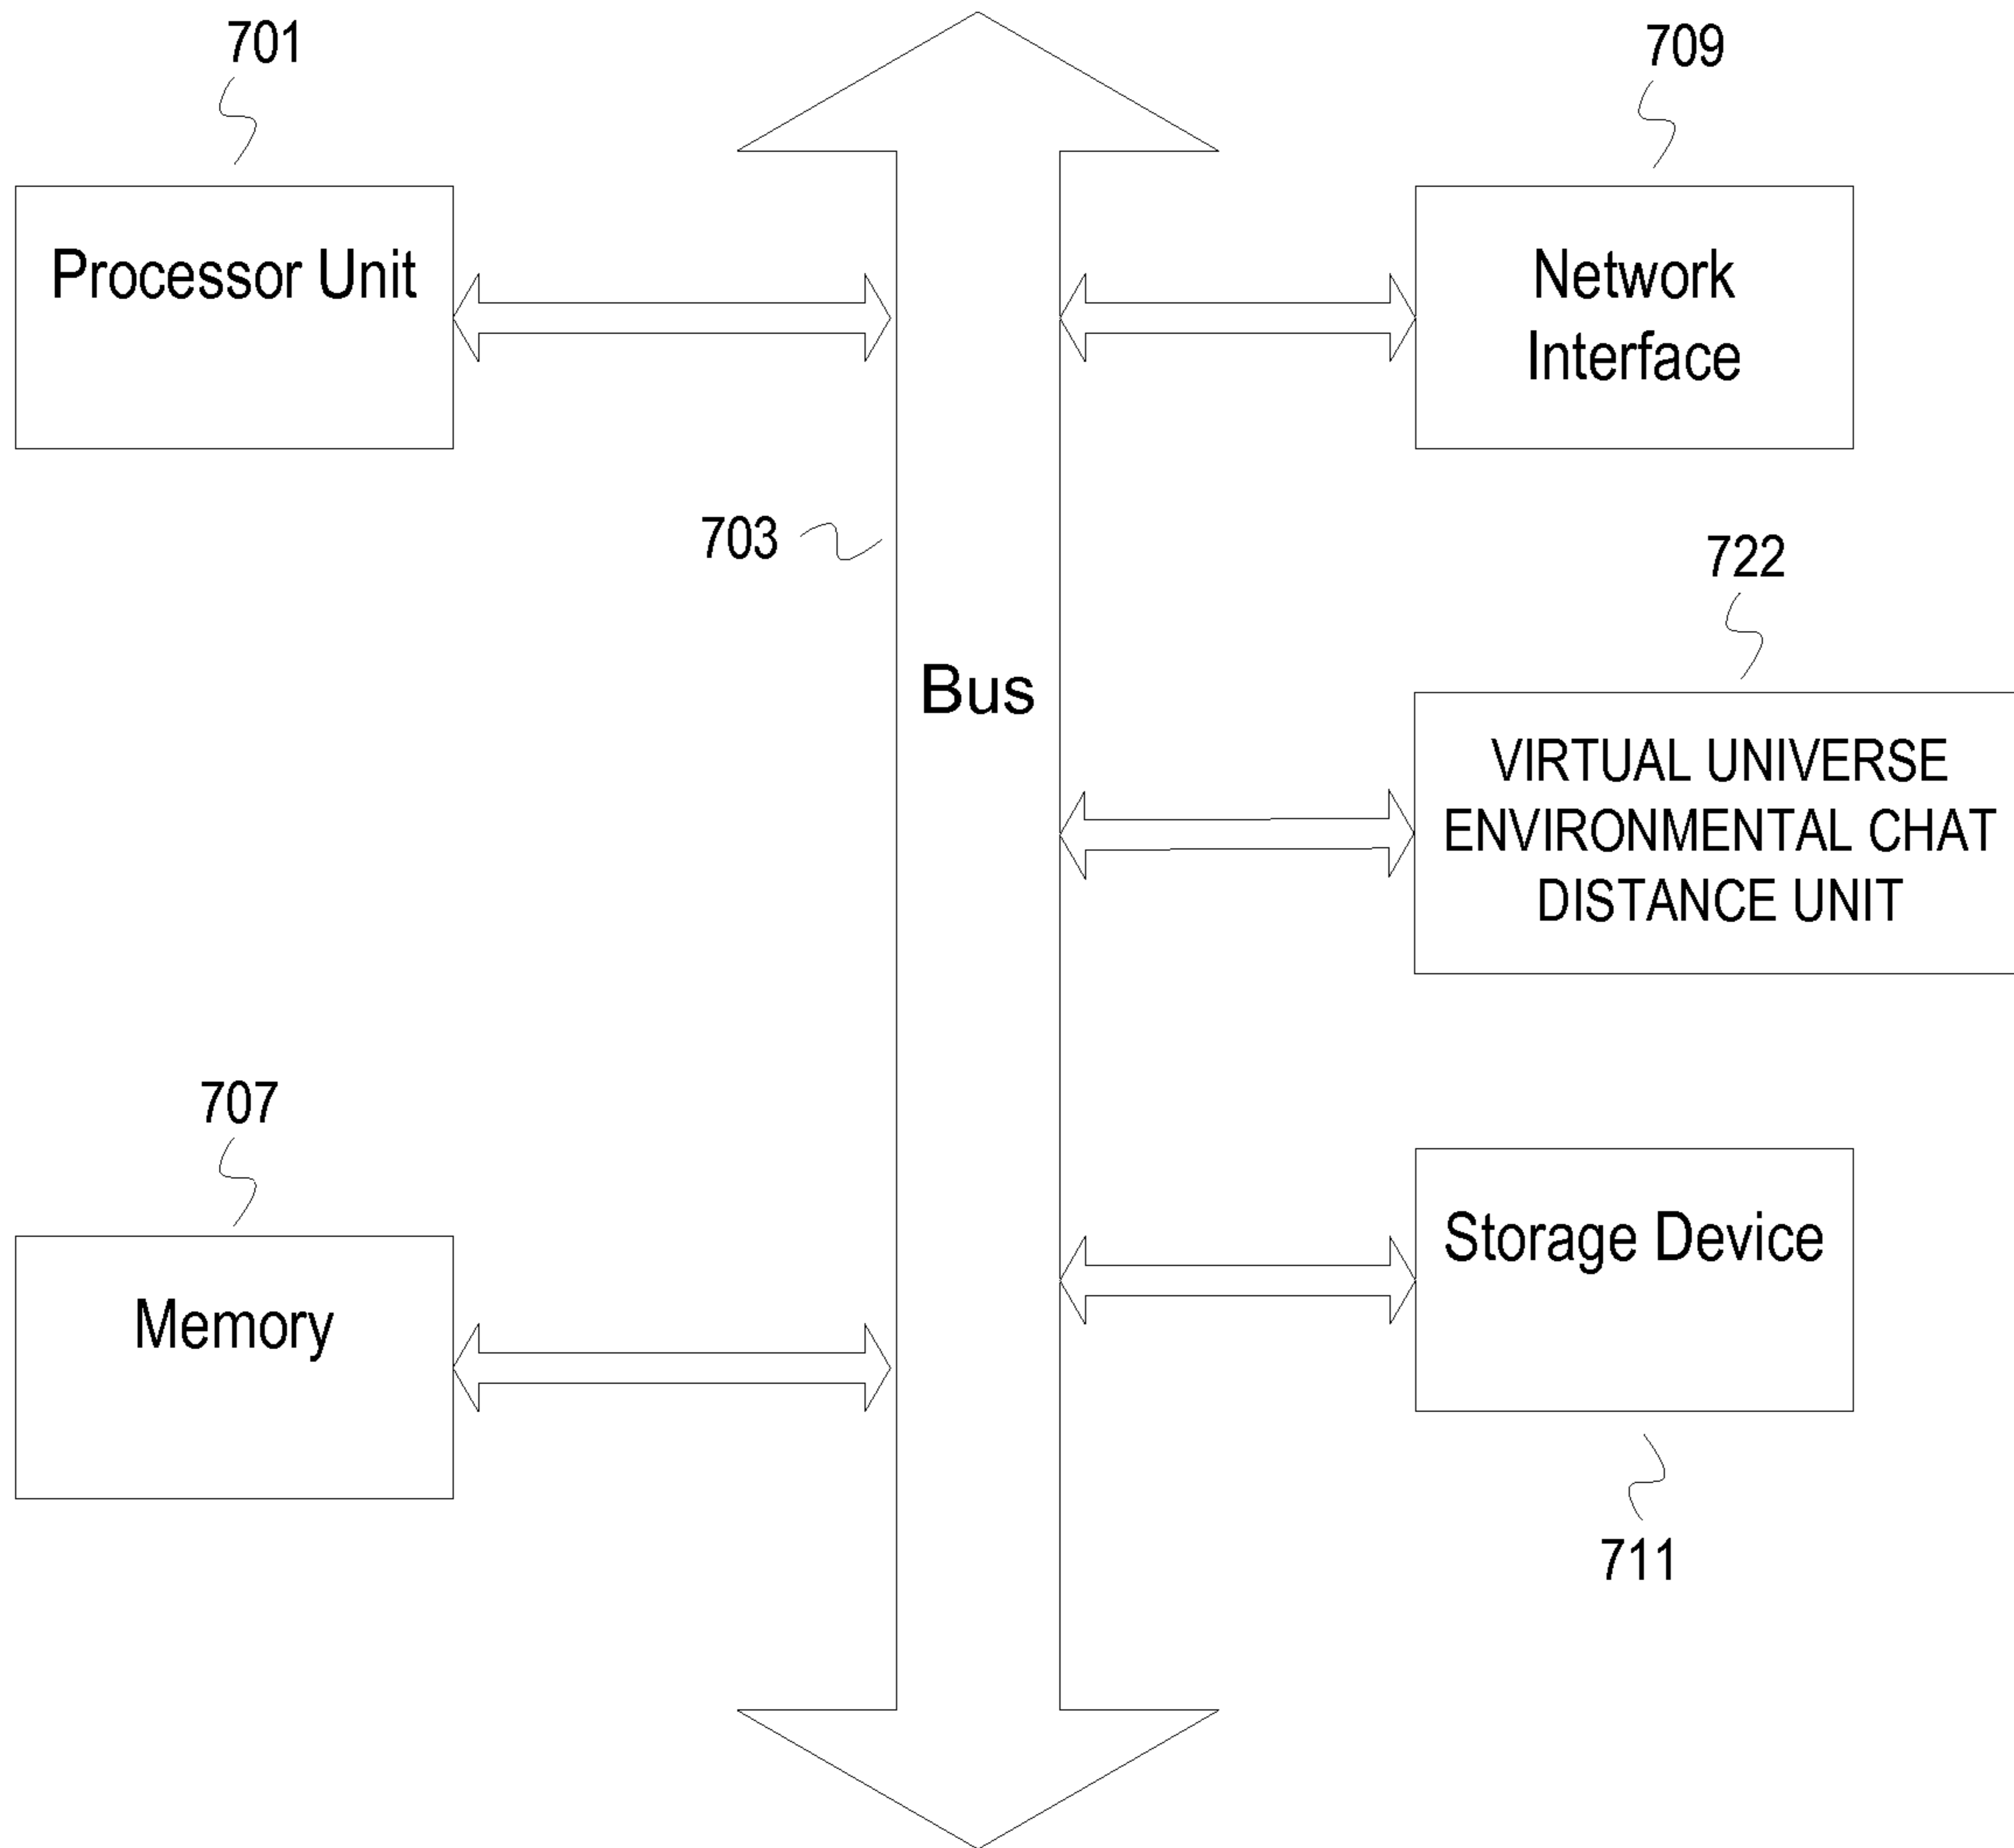 701
Processor Unit
709
Network
Interface
703
Bus
722
VIRTUAL UNIVERSE
ENVIRONMENTAL CHAT
DISTANCE UNIT
707
Memory
Storage Device
711